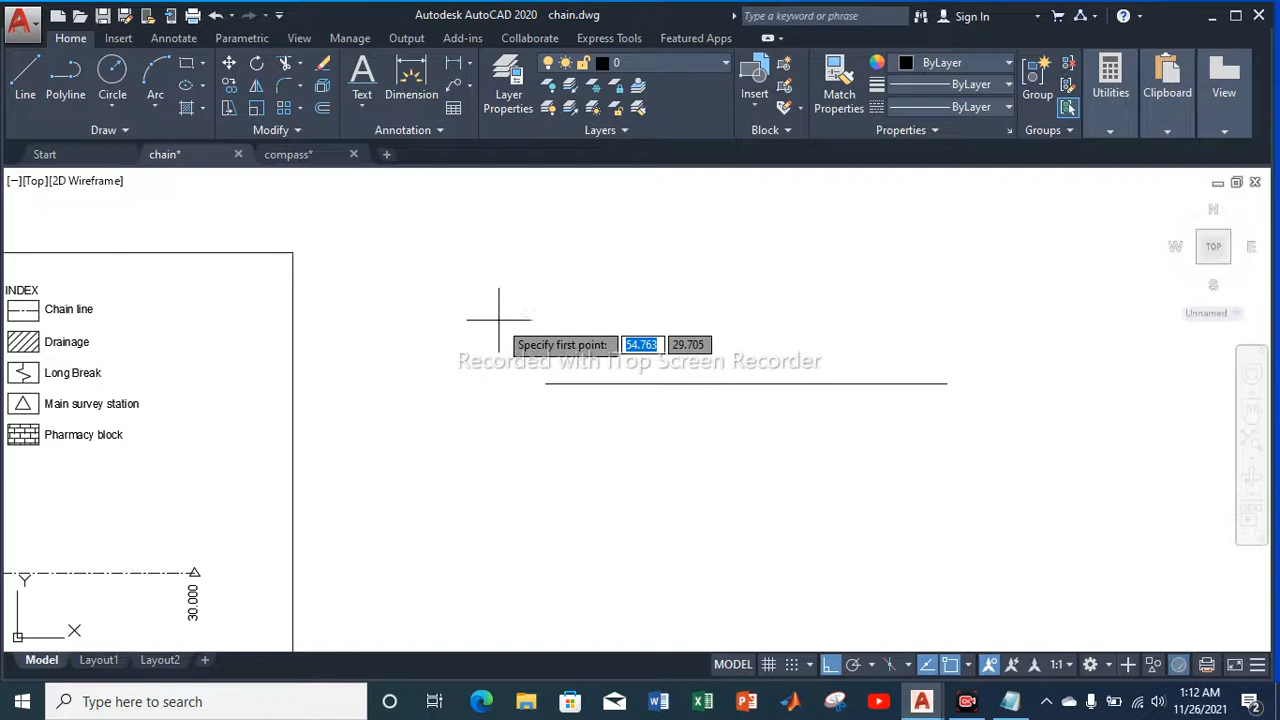 Autodesk AutoCAD 2020 chain.dwg
Type a keyword or phrase
Sign In
Home Insert Annotate Parametric View Manage Output Add-ins Collaborate Express Tools Featured Apps
Line Polyline Circle Arc
Text Dimension
Layer Properties
0
Insert
Match Properties
ByLayer
ByLayer
ByLayer
Group
Utilities
Clipboard
View
Draw Modify Annotation Layers Block Properties Groups
Start chain* compass*
[−][Top][2D Wireframe]
N
W TOP E
S
Unnamed
INDEX
Chain line
Drainage
Long Break
Main survey station
Pharmacy block
Specify first point: 54.763 29.705
Recorded with iTop Screen Recorder
30.000
Y
X
Model Layout1 Layout2 +
MODEL 1:1
Type here to search
1:12 AM
11/26/2021
2